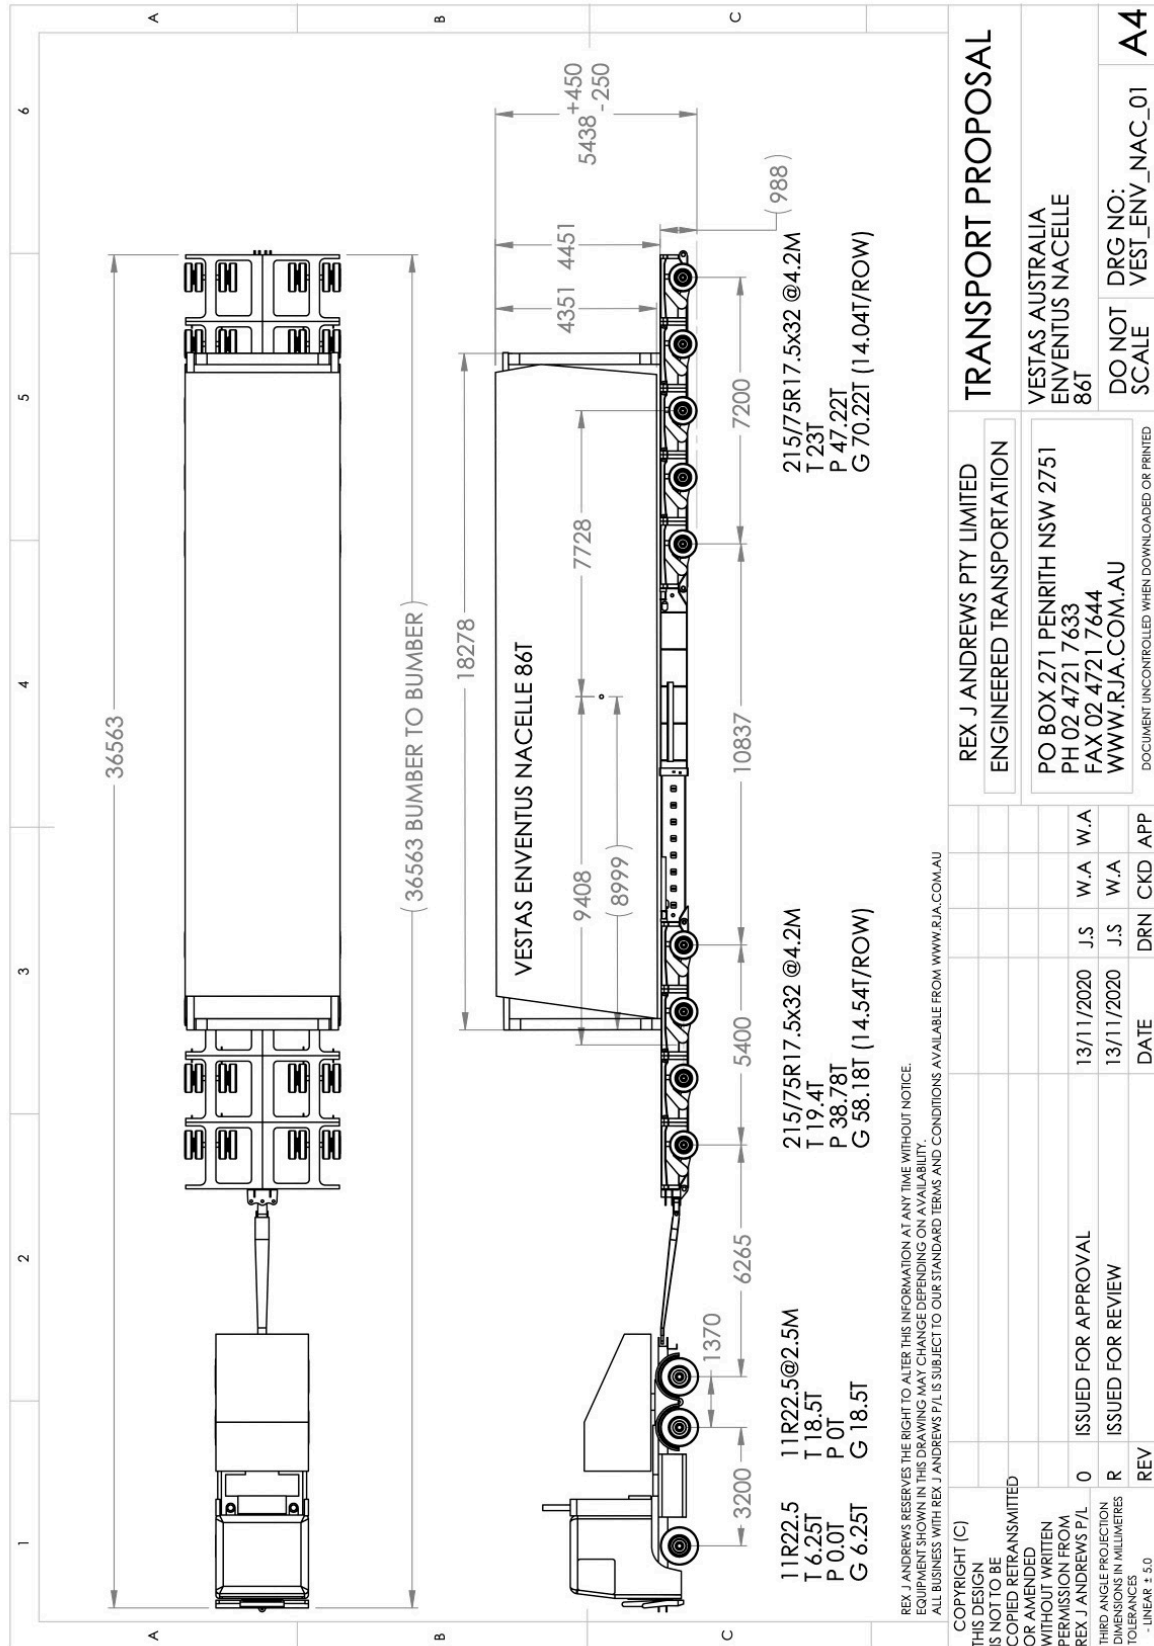 1
2
3
4
5
6
A
A
B
B
C
C
36563
( 36563 BUMBER TO BUMBER )
18278
VESTAS ENVENTUS NACELLE 86T
9408
7728
( 8999 )
4351
4451
5438 +450 -250
( 988 )
3200
1370
6265
5400
10837
7200
11R22.5
T 6.25T
P 0.0T
G 6.25T
11R22.5@2.5M
T 18.5T
P 0T
G 18.5T
215/75R17.5x32 @4.2M
T 19.4T
P 38.78T
G 58.18T (14.54T/ROW)
215/75R17.5x32 @4.2M
T 23T
P 47.22T
G 70.22T (14.04T/ROW)
REX J ANDREWS RESERVES THE RIGHT TO ALTER THIS INFORMATION AT ANY TIME WITHOUT NOTICE.
EQUIPMENT SHOWN IN THIS DRAWING MAY CHANGE DEPENDING ON AVAILABILITY.
ALL BUSINESS WITH REX J ANDREWS P/L IS SUBJECT TO OUR STANDARD TERMS AND CONDITIONS AVAILABLE FROM WWW.RJA.COM.AU
COPYRIGHT (C)
THIS DESIGN
IS NOT TO BE
COPIED RETRANSMITTED
OR AMENDED
WITHOUT WRITTEN
PERMISSION FROM
REX J ANDREWS P/L
THIRD ANGLE PROJECTION
DIMENSIONS IN MILLIMETRES
TOLERANCES
- LINEAR ± 5.0
0 ISSUED FOR APPROVAL 13/11/2020 J.S W.A W.A
R ISSUED FOR REVIEW 13/11/2020 J.S W.A
REV DATE DRN CKD APP
REX J ANDREWS PTY LIMITED
ENGINEERED TRANSPORTATION
PO BOX 271 PENRITH NSW 2751
PH 02 4721 7633
FAX 02 4721 7644
WWW.RJA.COM.AU
DOCUMENT UNCONTROLLED WHEN DOWNLOADED OR PRINTED
TRANSPORT PROPOSAL
VESTAS AUSTRALIA
ENVENTUS NACELLE
86T
DO NOT
SCALE
DRG NO:
VEST_ENV_NAC_01
A4